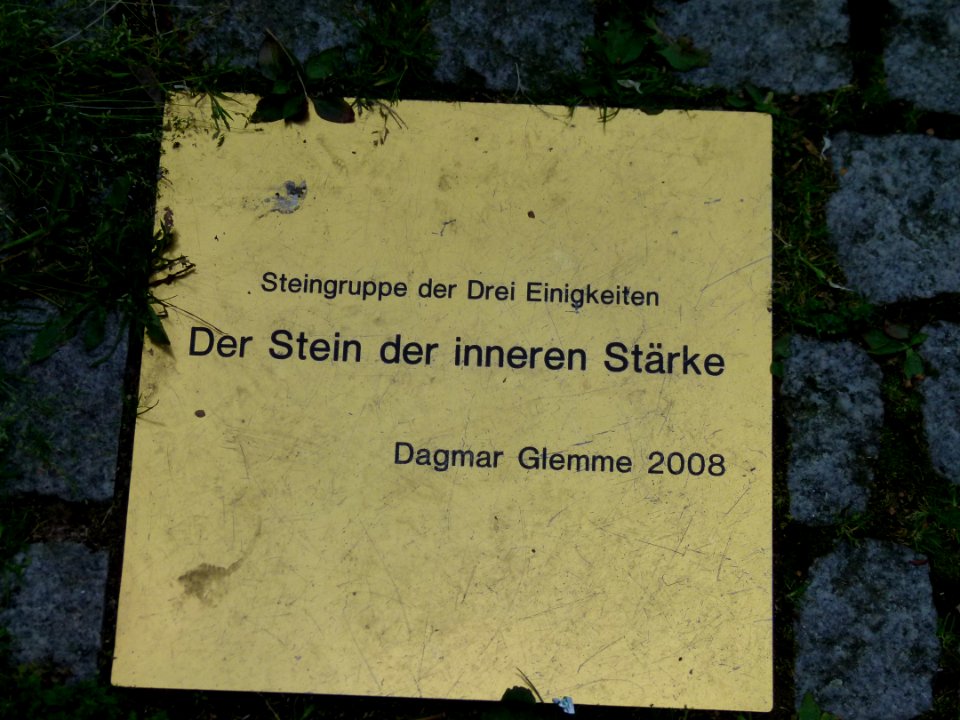 Steingruppe der Drei Einigkeiten
Der Stein der inneren Stärke
Dagmar Glemme 2008